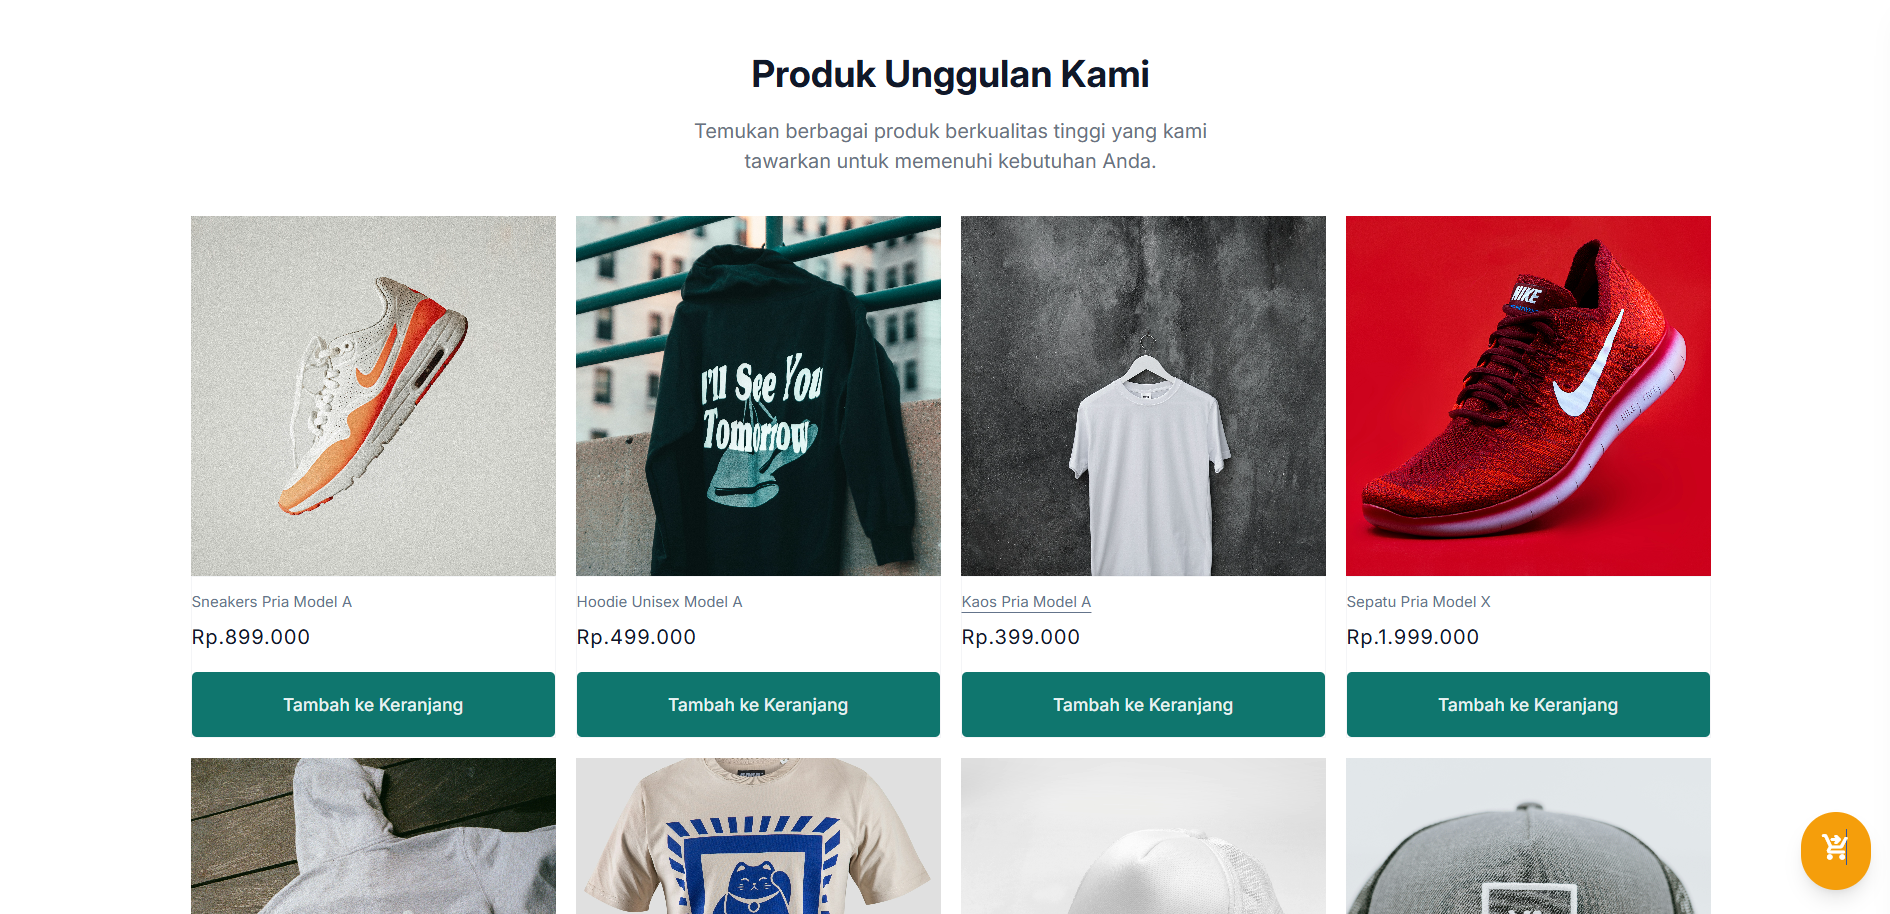 Produk Unggulan Kami
Temukan berbagai produk berkualitas tinggi yang kami
tawarkan untuk memenuhi kebutuhan Anda.
I'll See You
Tomorrow
NIKE
Sneakers Pria Model A
Rp.899.000
Hoodie Unisex Model A
Rp.499.000
Kaos Pria Model A
Rp.399.000
Sepatu Pria Model X
Rp.1.999.000
Tambah ke Keranjang
Tambah ke Keranjang
Tambah ke Keranjang
Tambah ke Keranjang